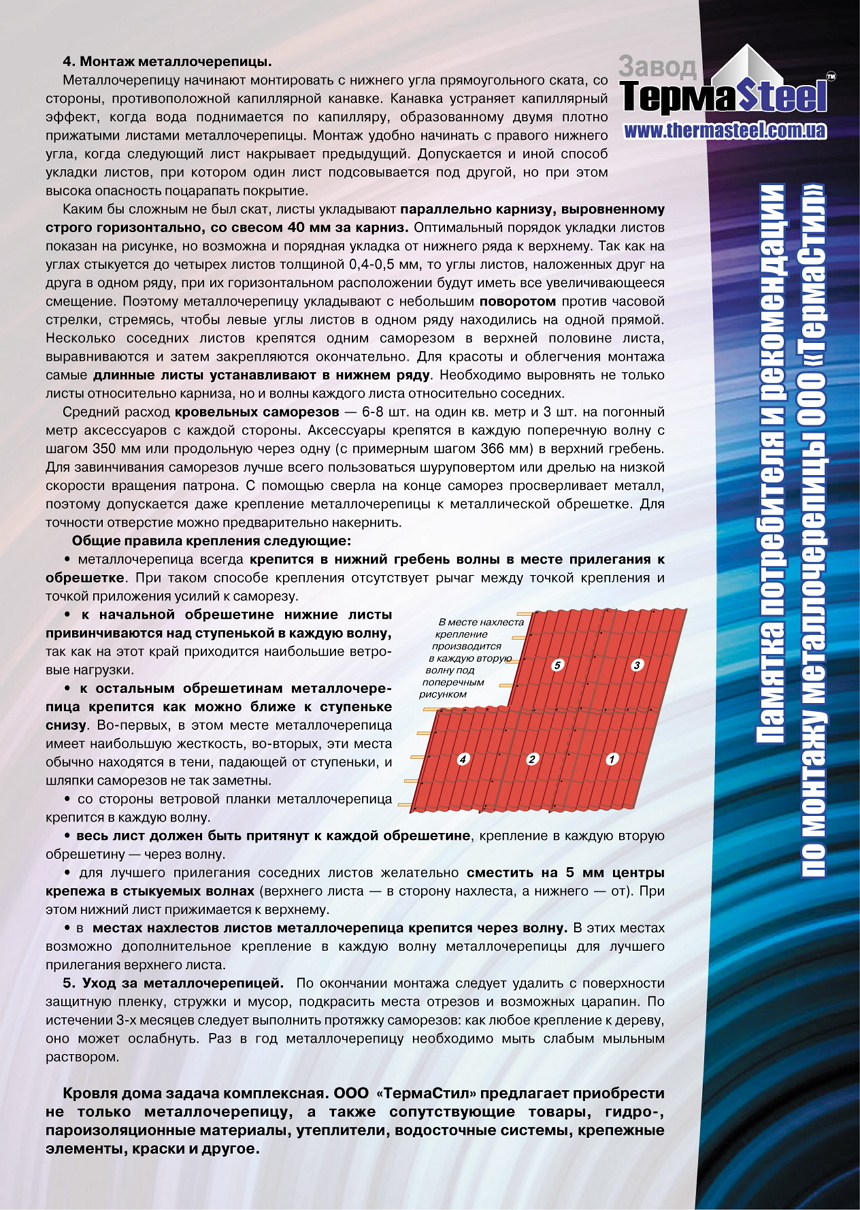 4. Монтаж металлочерепицы.
Металлочерепицу начинают монтировать с нижнего угла прямоугольного ската, со
стороны, противоположной капиллярной канавке. Канавка устраняет капиллярный
эффект, когда вода поднимается по капилляру, образованному двумя плотно
прижатыми листами металлочерепицы. Монтаж удобно начинать с правого нижнего
угла, когда следующий лист накрывает предыдущий. Допускается и иной способ
укладки листов, при котором один лист подсовывается под другой, но при этом
высока опасность поцарапать покрытие.
Каким бы сложным не был скат, листы укладывают параллельно карнизу, выровненному
строго горизонтально, со свесом 40 мм за карниз. Оптимальный порядок укладки листов
показан на рисунке, но возможна и порядная укладка от нижнего ряда к верхнему. Так как на
углах стыкуется до четырех листов толщиной 0,4-0,5 мм, то углы листов, наложенных друг на
друга в одном ряду, при их горизонтальном расположении будут иметь все увеличивающееся
смещение. Поэтому металлочерепицу укладывают с небольшим поворотом против часовой
стрелки, стремясь, чтобы левые углы листов в одном ряду находились на одной прямой.
Несколько соседних листов крепятся одним саморезом в верхней половине листа,
выравниваются и затем закрепляются окончательно. Для красоты и облегчения монтажа
самые длинные листы устанавливают в нижнем ряду. Необходимо выровнять не только
листы относительно карниза, но и волны каждого листа относительно соседних.
Средний расход кровельных саморезов — 6-8 шт. на один кв. метр и 3 шт. на погонный
метр аксессуаров с каждой стороны. Аксессуары крепятся в каждую поперечную волну с
шагом 350 мм или продольную через одну (с примерным шагом 366 мм) в верхний гребень.
Для завинчивания саморезов лучше всего пользоваться шуруповертом или дрелью на низкой
скорости вращения патрона. С помощью сверла на конце саморез просверливает металл,
поэтому допускается даже крепление металлочерепицы к металлической обрешетке. Для
точности отверстие можно предварительно накернить.
Общие правила крепления следующие:
• металлочерепица всегда крепится в нижний гребень волны в месте прилегания к
обрешетке. При таком способе крепления отсутствует рычаг между точкой крепления и
точкой приложения усилий к саморезу.
• к начальной обрешетине нижние листы
привинчиваются над ступенькой в каждую волну,
так как на этот край приходится наибольшие ветро-
вые нагрузки.
• к остальным обрешетинам металлочере-
пица крепится как можно ближе к ступеньке
снизу. Во-первых, в этом месте металлочерепица
имеет наибольшую жесткость, во-вторых, эти места
обычно находятся в тени, падающей от ступеньки, и
шляпки саморезов не так заметны.
• со стороны ветровой планки металлочерепица
крепится в каждую волну.
• весь лист должен быть притянут к каждой обрешетине, крепление в каждую вторую
обрешетину — через волну.
• для лучшего прилегания соседних листов желательно сместить на 5 мм центры
крепежа в стыкуемых волнах (верхнего листа — в сторону нахлеста, а нижнего — от). При
этом нижний лист прижимается к верхнему.
• в местах нахлестов листов металлочерепица крепится через волну. В этих местах
возможно дополнительное крепление в каждую волну металлочерепицы для лучшего
прилегания верхнего листа.
5. Уход за металлочерепицей. По окончании монтажа следует удалить с поверхности
защитную пленку, стружки и мусор, подкрасить места отрезов и возможных царапин. По
истечении 3-х месяцев следует выполнить протяжку саморезов: как любое крепление к дереву,
оно может ослабнуть. Раз в год металлочерепицу необходимо мыть слабым мыльным
раствором.
Кровля дома задача комплексная. ООО «ТермаСтил» предлагает приобрести
не только металлочерепицу, а также сопутствующие товары, гидро-,
пароизоляционные материалы, утеплители, водосточные системы, крепежные
элементы, краски и другое.
В месте нахлеста
крепление
производится
в каждую вторую
волну под
поперечным
рисунком
5
3
4
2
1
Завод
ТермаSteel™
www.thermasteel.com.ua
Памятка потребителя и рекомендации
по монтажу металлочерепицы ООО «ТермаСтил»